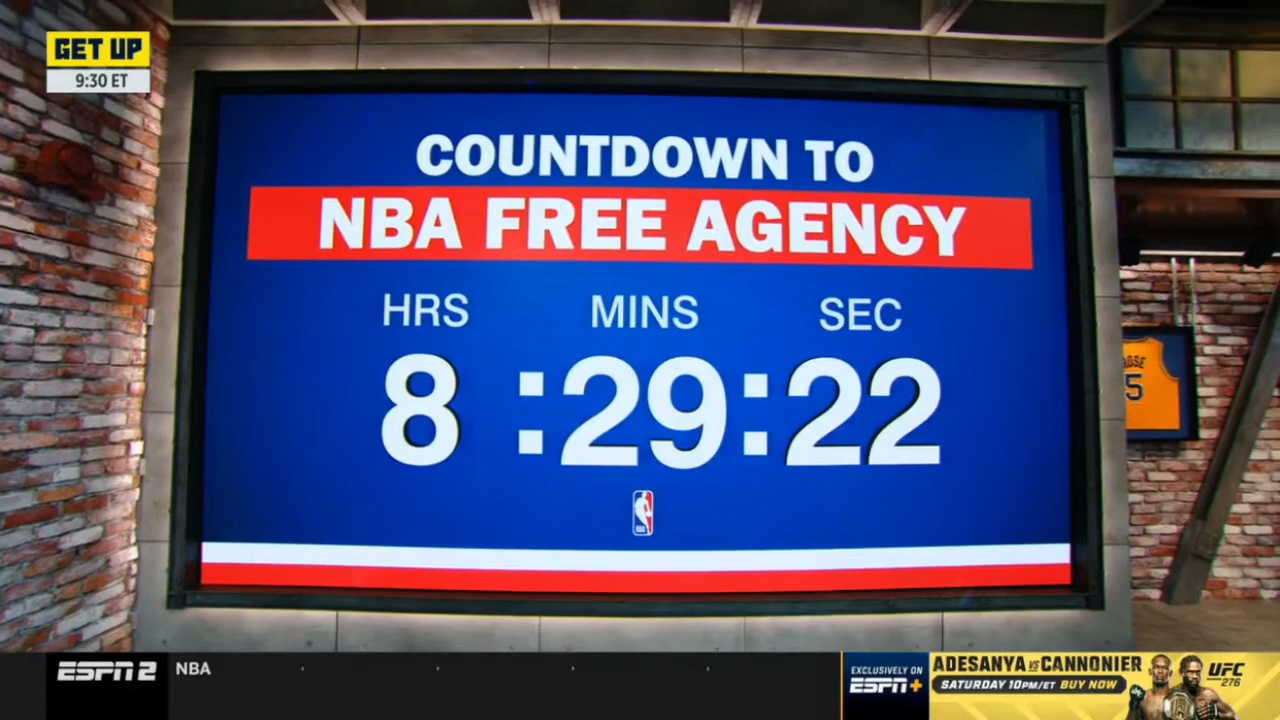 GET UP
9:30 ET
COUNTDOWN TO
NBA FREE AGENCY
HRS MINS SEC
8 :29:22
5
ESPN 2 NBA
EXCLUSIVELY ON
ESPN+
ADESANYA VS CANNONIER
SATURDAY 10PM/ET BUY NOW
UFC
276